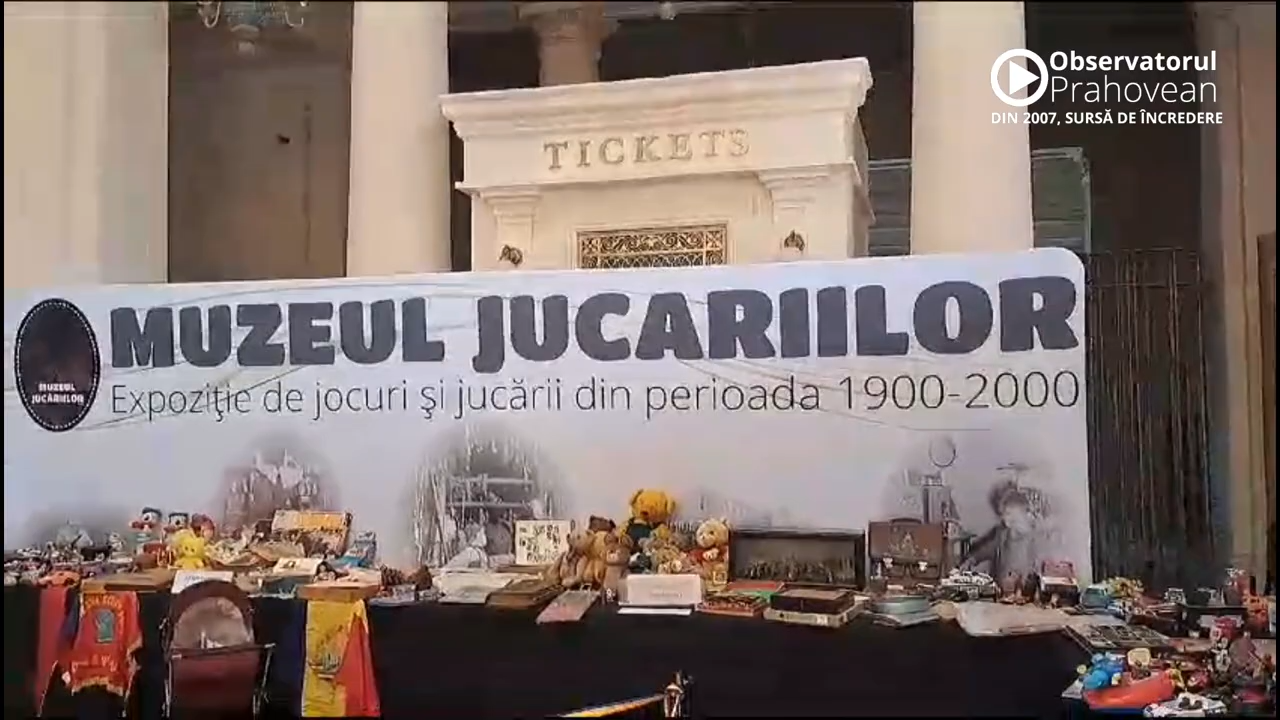 Observatorul
Prahovean
DIN 2007, SURSĂ DE ÎNCREDERE
TICKETS
MUZEUL JUCARIILOR
Expoziţie de jocuri şi jucării din perioada 1900-2000
MUZEUL
JUCĂRIILOR